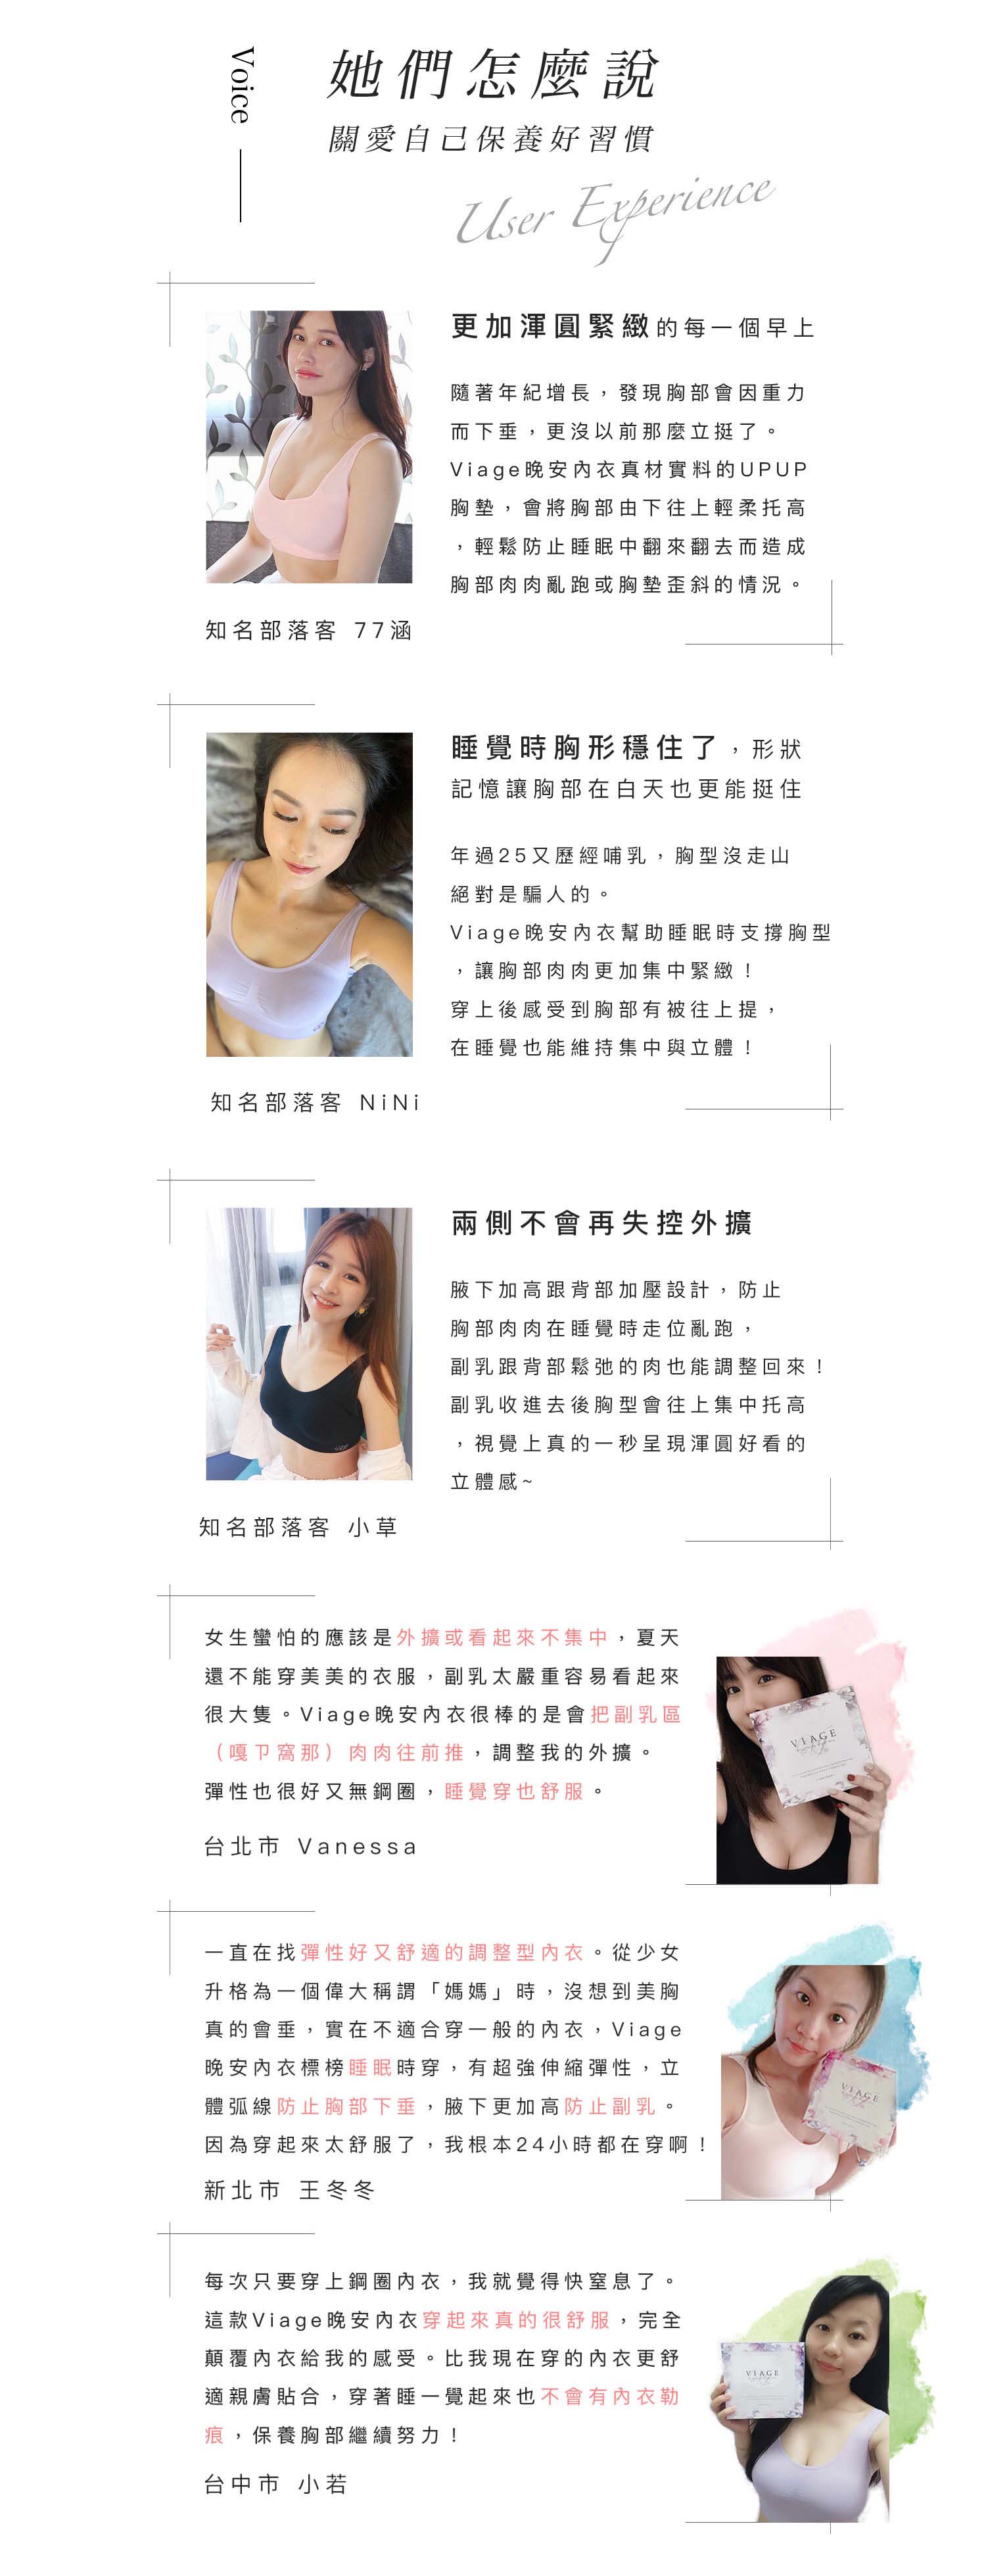 Voice
她們怎麼說
關愛自己保養好習慣
User Experience
更加渾圓緊緻的每一個早上
隨著年紀增長，發現胸部會因重力
而下垂，更沒以前那麼立挺了。
Viage晚安內衣真材實料的UPUP
胸墊，會將胸部由下往上輕柔托高
，輕鬆防止睡眠中翻來翻去而造成
胸部肉肉亂跑或胸墊歪斜的情況。
知名部落客 77涵
睡覺時胸形穩住了，形狀
記憶讓胸部在白天也更能挺住
年過25又歷經哺乳，胸型沒走山
絕對是騙人的。
Viage晚安內衣幫助睡眠時支撐胸型
，讓胸部肉肉更加集中緊緻！
穿上後感受到胸部有被往上提，
在睡覺也能維持集中與立體！
知名部落客 NiNi
兩側不會再失控外擴
腋下加高跟背部加壓設計，防止
胸部肉肉在睡覺時走位亂跑，
副乳跟背部鬆弛的肉也能調整回來！
副乳收進去後胸型會往上集中托高
，視覺上真的一秒呈現渾圓好看的
立體感~
知名部落客 小草
女生蠻怕的應該是外擴或看起來不集中，夏天
還不能穿美美的衣服，副乳太嚴重容易看起來
很大隻。Viage晚安內衣很棒的是會把副乳區
（嘎ㄗ窩那）肉肉往前推，調整我的外擴。
彈性也很好又無鋼圈，睡覺穿也舒服。
台北市 Vanessa
VIAGE
一直在找彈性好又舒適的調整型內衣。從少女
升格為一個偉大稱謂「媽媽」時，沒想到美胸
真的會垂，實在不適合穿一般的內衣，Viage
晚安內衣標榜睡眠時穿，有超強伸縮彈性，立
體弧線防止胸部下垂，腋下更加高防止副乳。
因為穿起來太舒服了，我根本24小時都在穿啊！
新北市 王冬冬
VIAGE
每次只要穿上鋼圈內衣，我就覺得快窒息了。
這款Viage晚安內衣穿起來真的很舒服，完全
顛覆內衣給我的感受。比我現在穿的內衣更舒
適親膚貼合，穿著睡一覺起來也不會有內衣勒
痕，保養胸部繼續努力！
台中市 小若
VIAGE